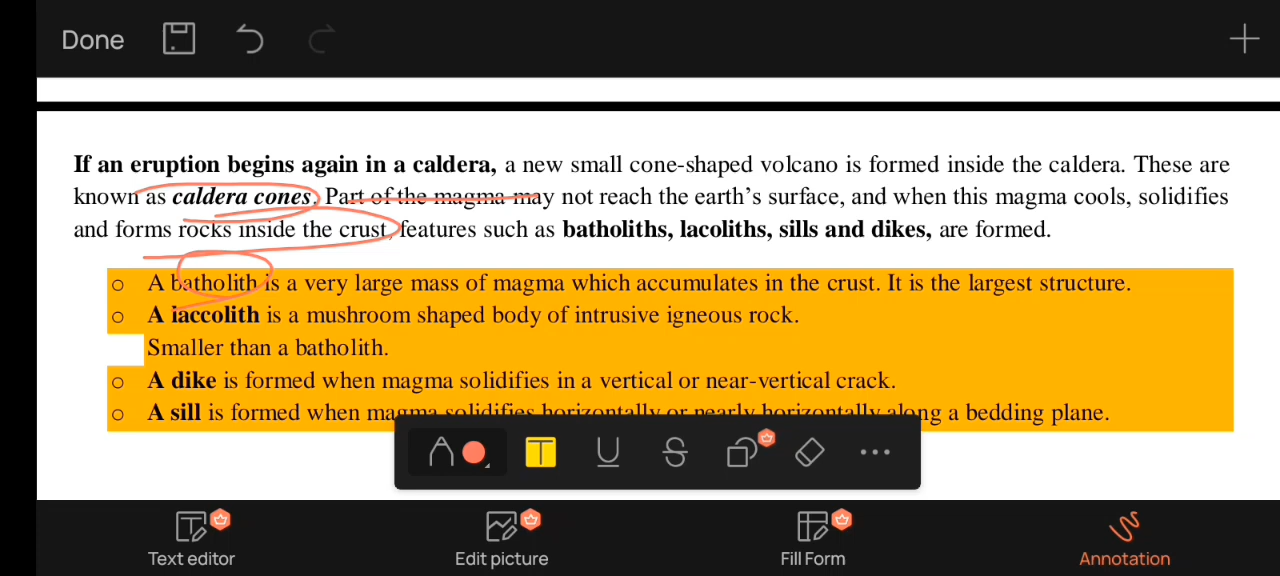 Done
If an eruption begins again in a caldera, a new small cone-shaped volcano is formed inside the caldera. These are
known as caldera cones. Part of the magma may not reach the earth’s surface, and when this magma cools, solidifies
and forms rocks inside the crust, features such as batholiths, lacoliths, sills and dikes, are formed.
o A batholith is a very large mass of magma which accumulates in the crust. It is the largest structure.
o A iaccolith is a mushroom shaped body of intrusive igneous rock.
Smaller than a batholith.
o A dike is formed when magma solidifies in a vertical or near-vertical crack.
o A sill is formed when magma solidifies horizontally or nearly horizontally along a bedding plane.
Text editor
Edit picture
Fill Form
Annotation